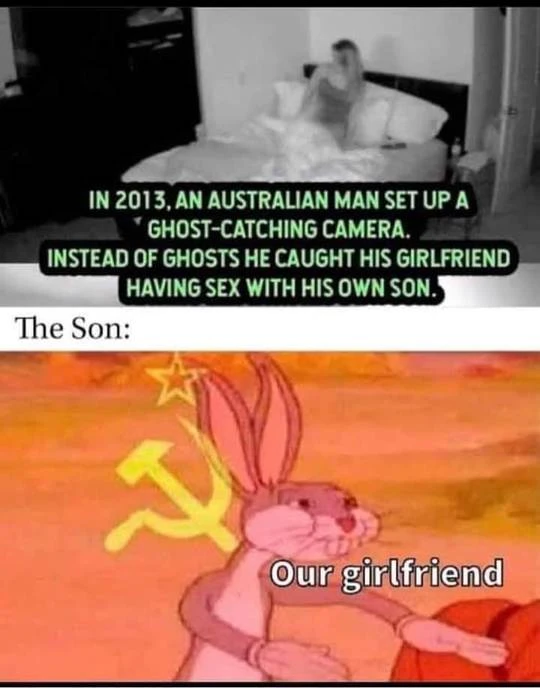 IN 2013, AN AUSTRALIAN MAN SET UP A
GHOST-CATCHING CAMERA.
INSTEAD OF GHOSTS HE CAUGHT HIS GIRLFRIEND
HAVING SEX WITH HIS OWN SON.
The Son:
Our girlfriend